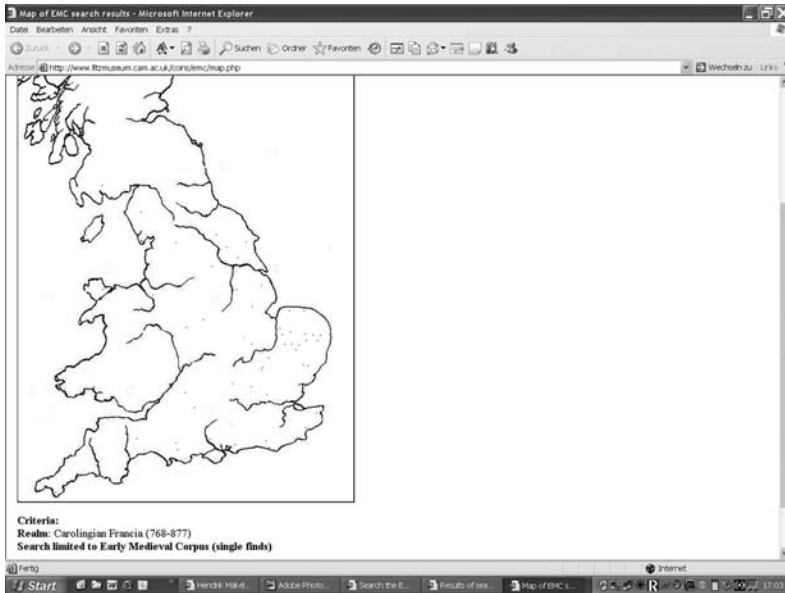 Map of EMC search results - Microsoft Internet Explorer
Datei Bearbeiten Ansicht Favoriten Extras ?
Zurück Suchen Ordner Favoriten
Adresse http://www.fitzmuseum.cam.ac.uk/coins/emc/map.php Wechseln zu Links
Criteria:
Realm: Carolingian Francia (768-877)
Search limited to Early Medieval Corpus (single finds)
Fertig Internet
Start Hendrik Mäkel... Adobe Photo... Search the E... Results of sea... Map of EMC s... 17:03